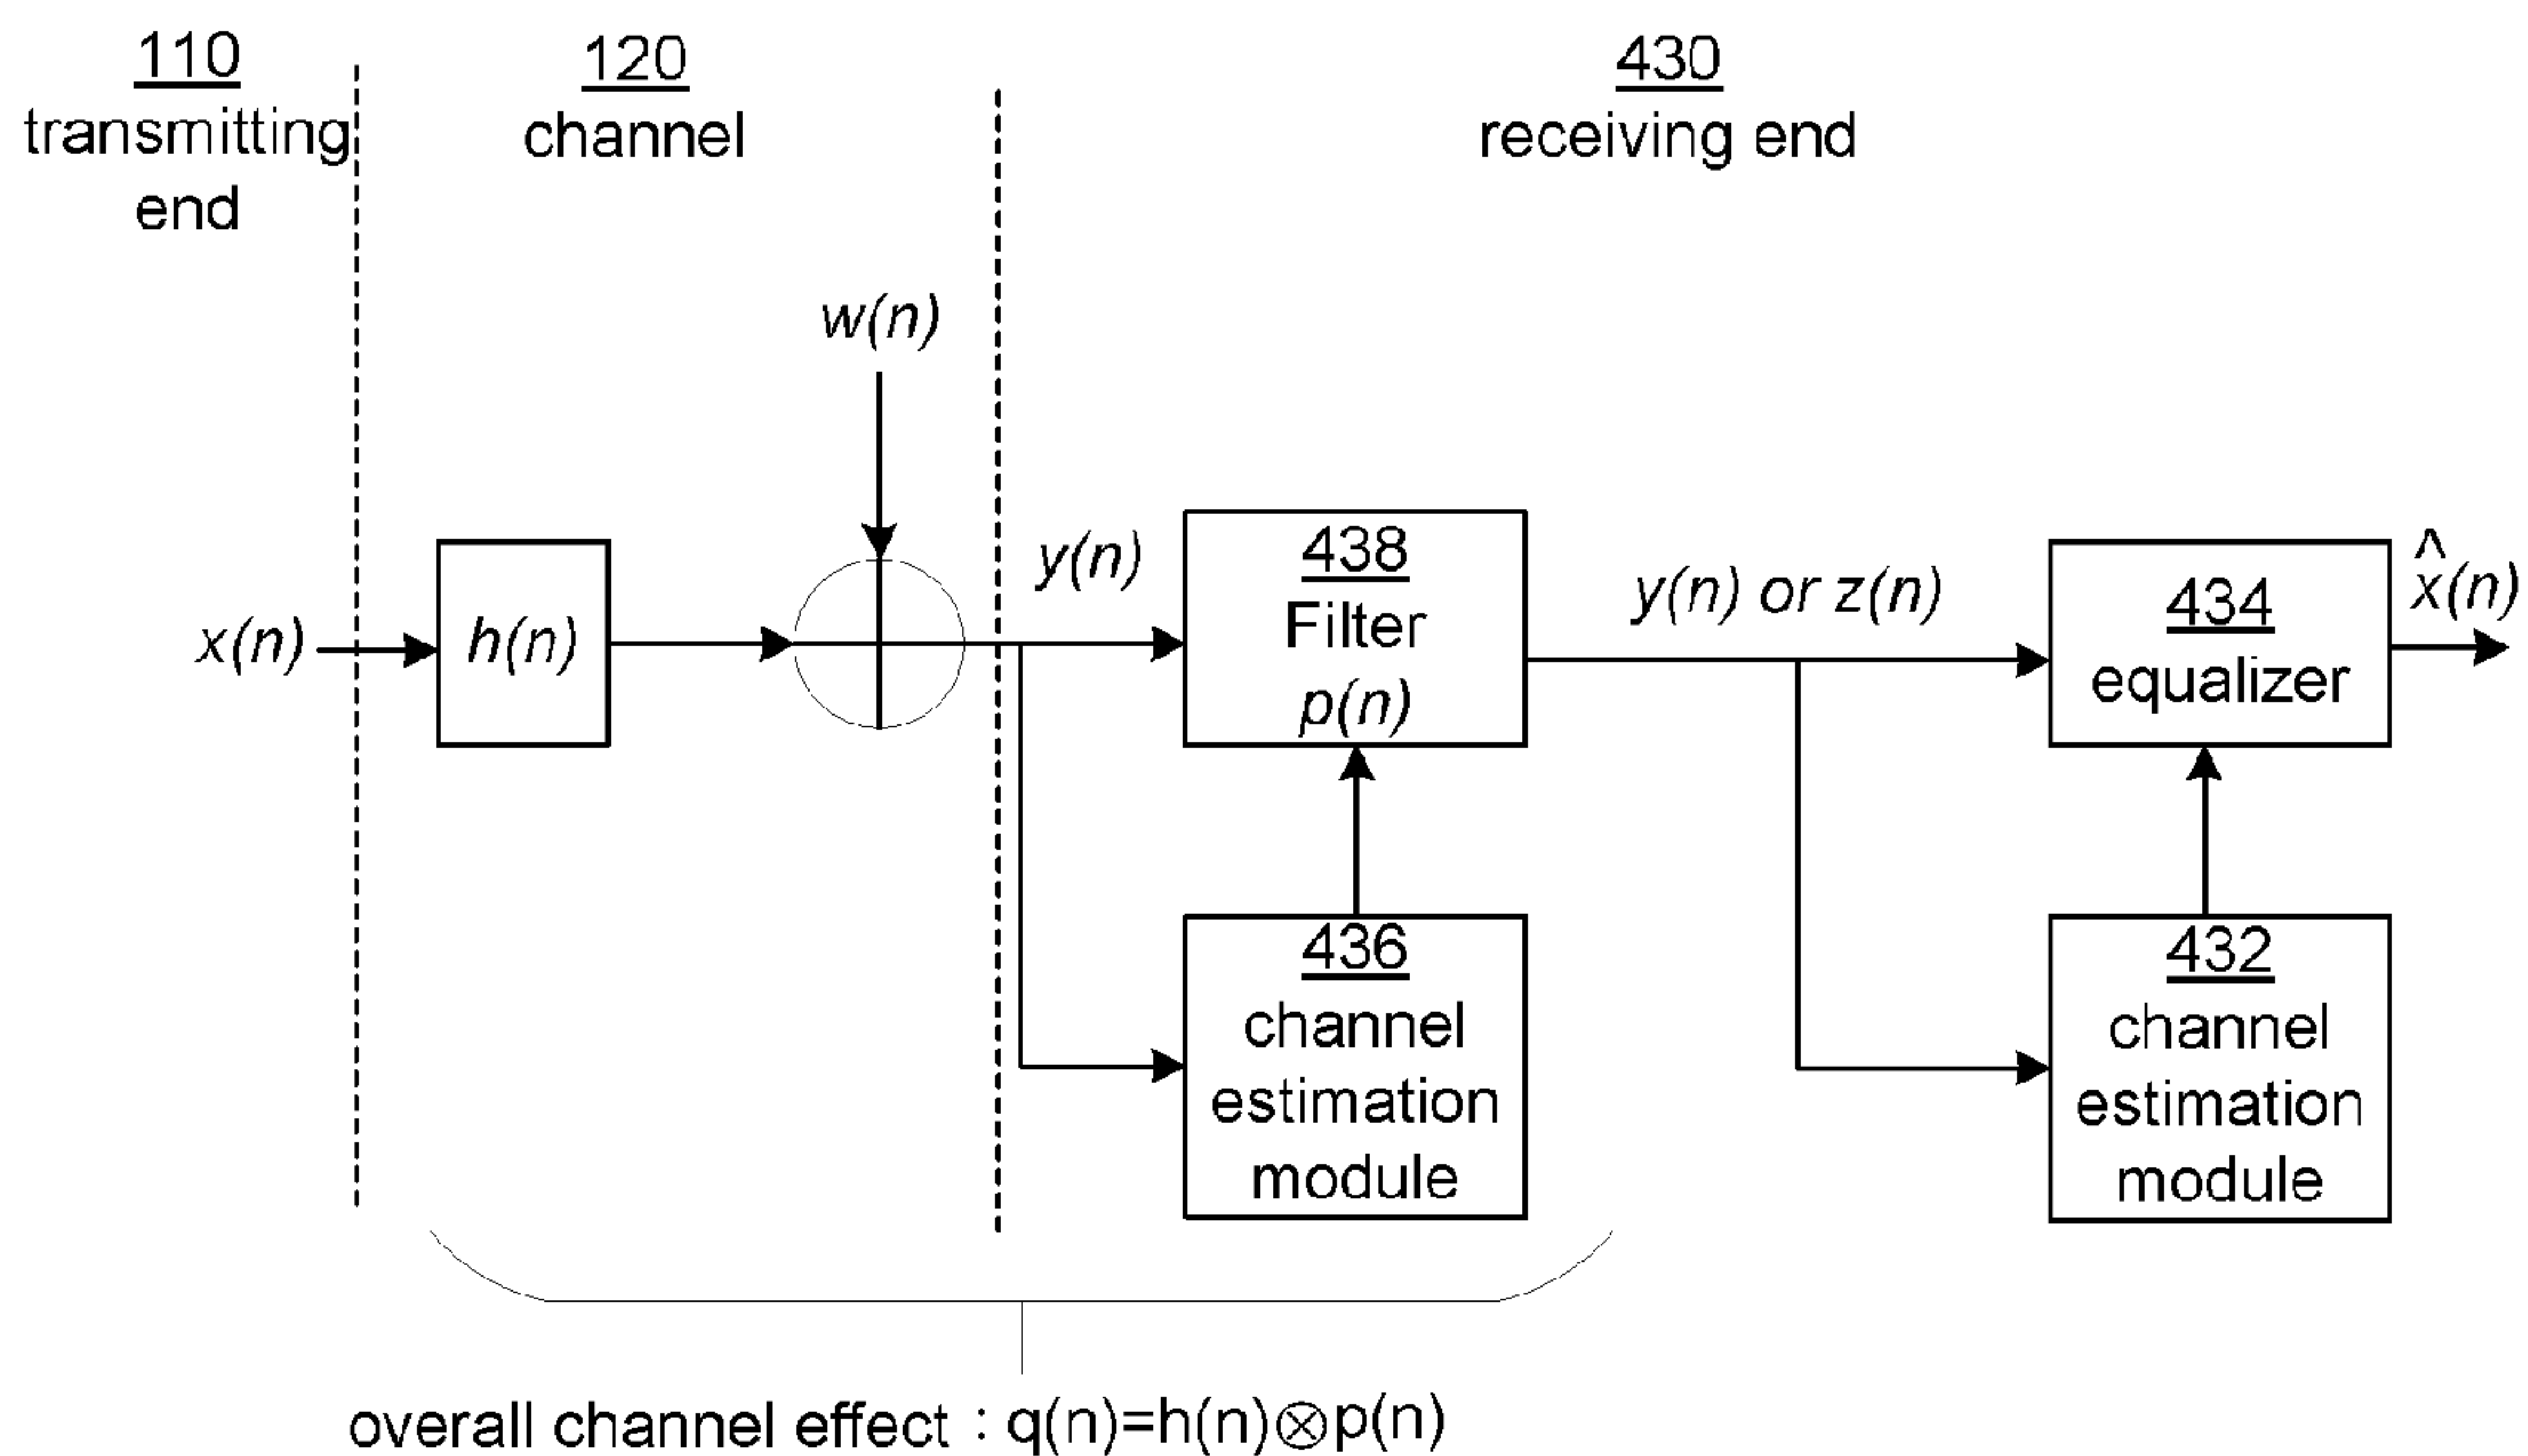 110
transmitting
end
120
channel
430
receiving end
w(n)
x(n)
h(n)
y(n)
438
Filter
p(n)
y(n) or z(n)
434
equalizer
x̂(n)
436
channel
estimation
module
432
channel
estimation
module
overall channel effect : q(n)=h(n)⊗p(n)